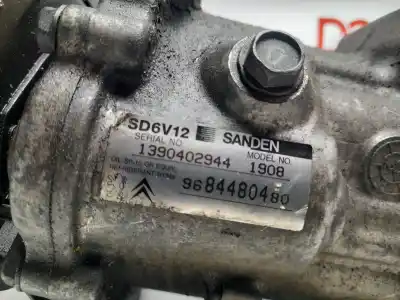 SD6V12 SANDEN
SERIAL NO. MODEL NO.
1390402944 1908
9684480480